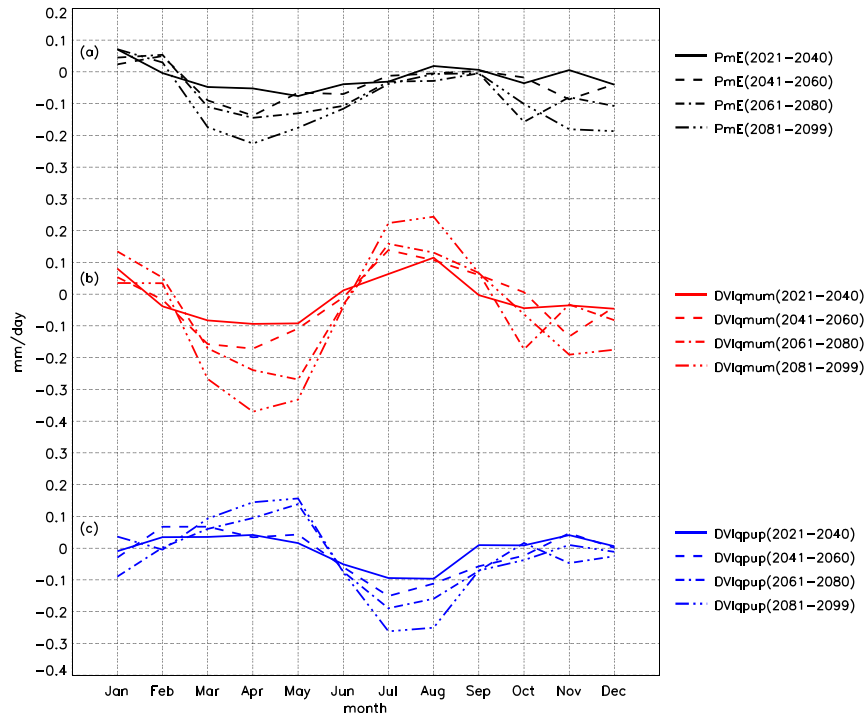 0.2
0.1
0
-0.1
-0.2
0.3
0.3
0.2
0.1
0
-0.1
-0.2
-0.3
-0.4
0.2
0.1
0
-0.1
-0.2
-0.3
-0.4
mm/day
(a)
(b)
(c)
PmE(2021-2040)
PmE(2041-2060)
PmE(2061-2080)
PmE(2081-2099)
DVIqmum(2021-2040)
DVIqmum(2041-2060)
DVIqmum(2061-2080)
DVIqmum(2081-2099)
DVIqpup(2021-2040)
DVIqpup(2041-2060)
DVIqpup(2061-2080)
DVIqpup(2081-2099)
Jan Feb Mar Apr May Jun Jul Aug Sep Oct Nov Dec
month